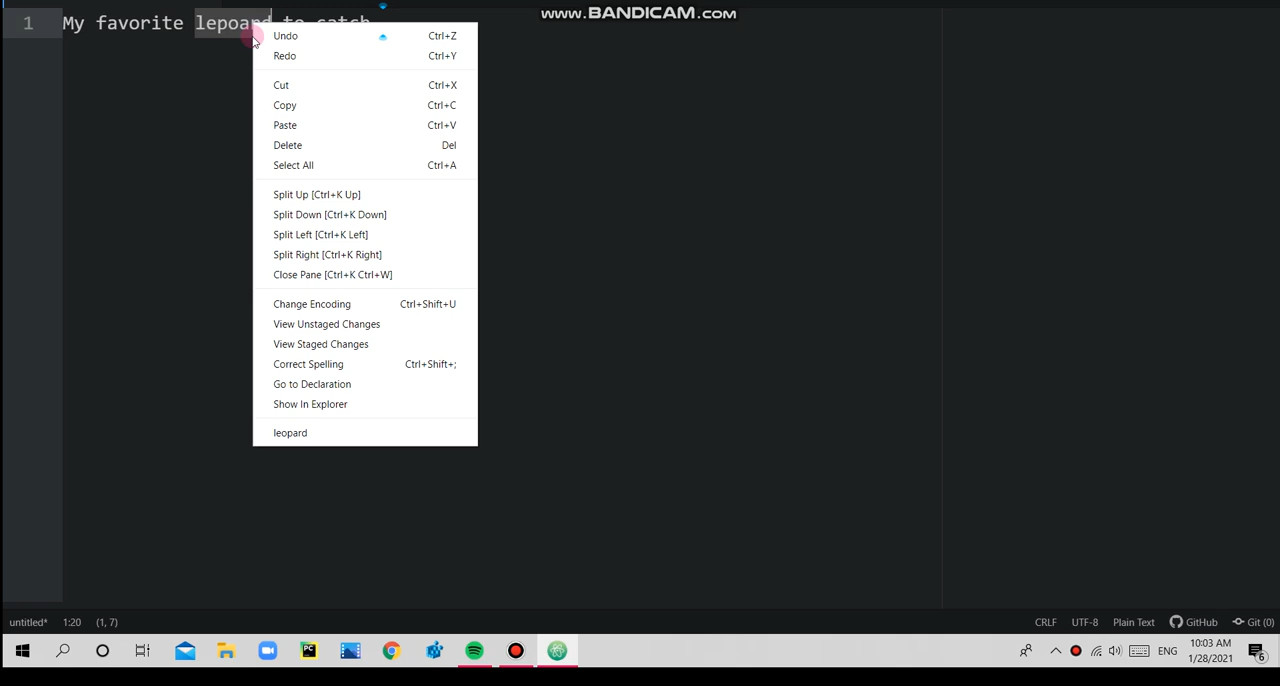 www.BANDICAM.com
1 My favorite lepoard to catch
Undo Ctrl+Z
Redo Ctrl+Y
Cut Ctrl+X
Copy Ctrl+C
Paste Ctrl+V
Delete Del
Select All Ctrl+A
Split Up [Ctrl+K Up]
Split Down [Ctrl+K Down]
Split Left [Ctrl+K Left]
Split Right [Ctrl+K Right]
Close Pane [Ctrl+K Ctrl+W]
Change Encoding Ctrl+Shift+U
View Unstaged Changes
View Staged Changes
Correct Spelling Ctrl+Shift+;
Go to Declaration
Show In Explorer
leopard
untitled* 1:20 (1, 7) CRLF UTF-8 Plain Text GitHub Git (0)
PC ENG 10:03 AM
1/28/2021 6